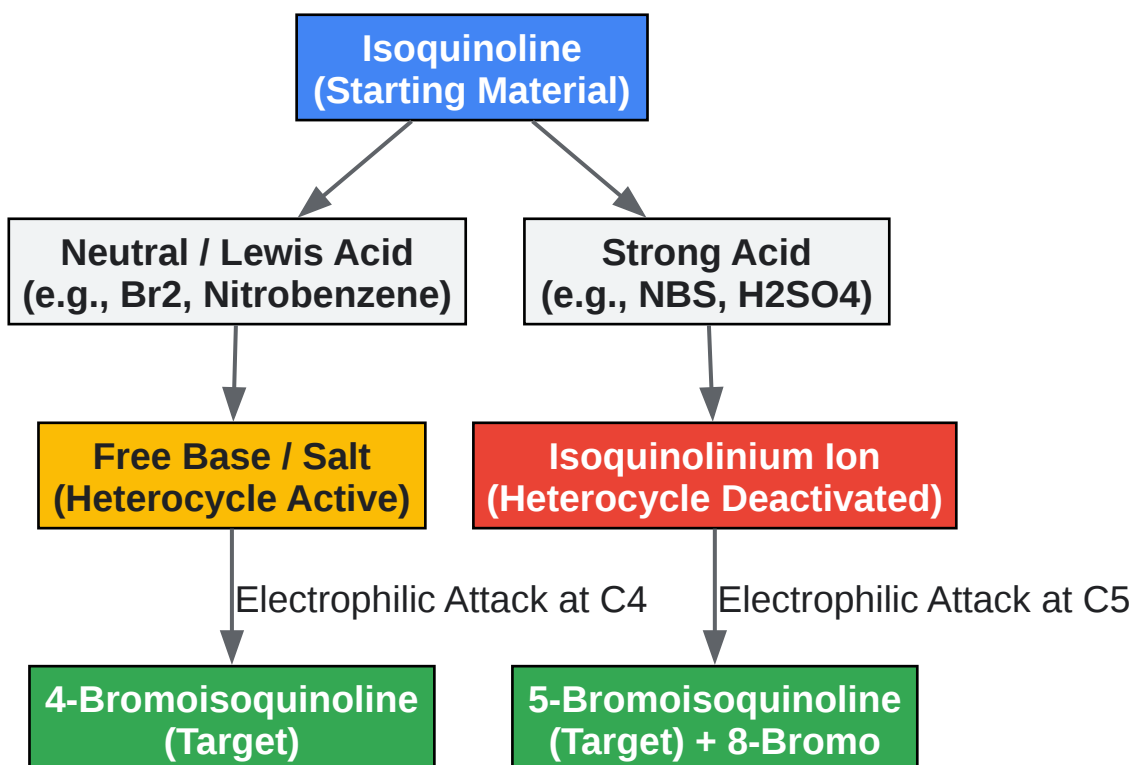 Isoquinoline
(Starting Material)
Neutral / Lewis Acid
(e.g., Br2, Nitrobenzene)
Strong Acid
(e.g., NBS, H2SO4)
Free Base / Salt
(Heterocycle Active)
Isoquinolinium Ion
(Heterocycle Deactivated)
Electrophilic Attack at C4
Electrophilic Attack at C5
4-Bromoisoquinoline
(Target)
5-Bromoisoquinoline
(Target) + 8-Bromo